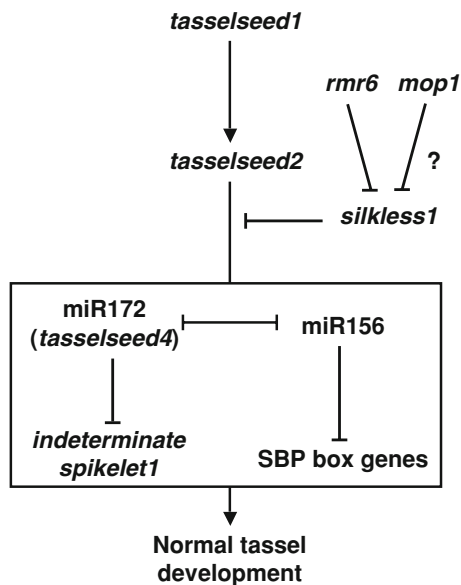 tasselseed1
rmr6 mop1
?
tasselseed2
silkless1
miR172
(tasselseed4)
miR156
indeterminate
spikelet1
SBP box genes
Normal tassel
development